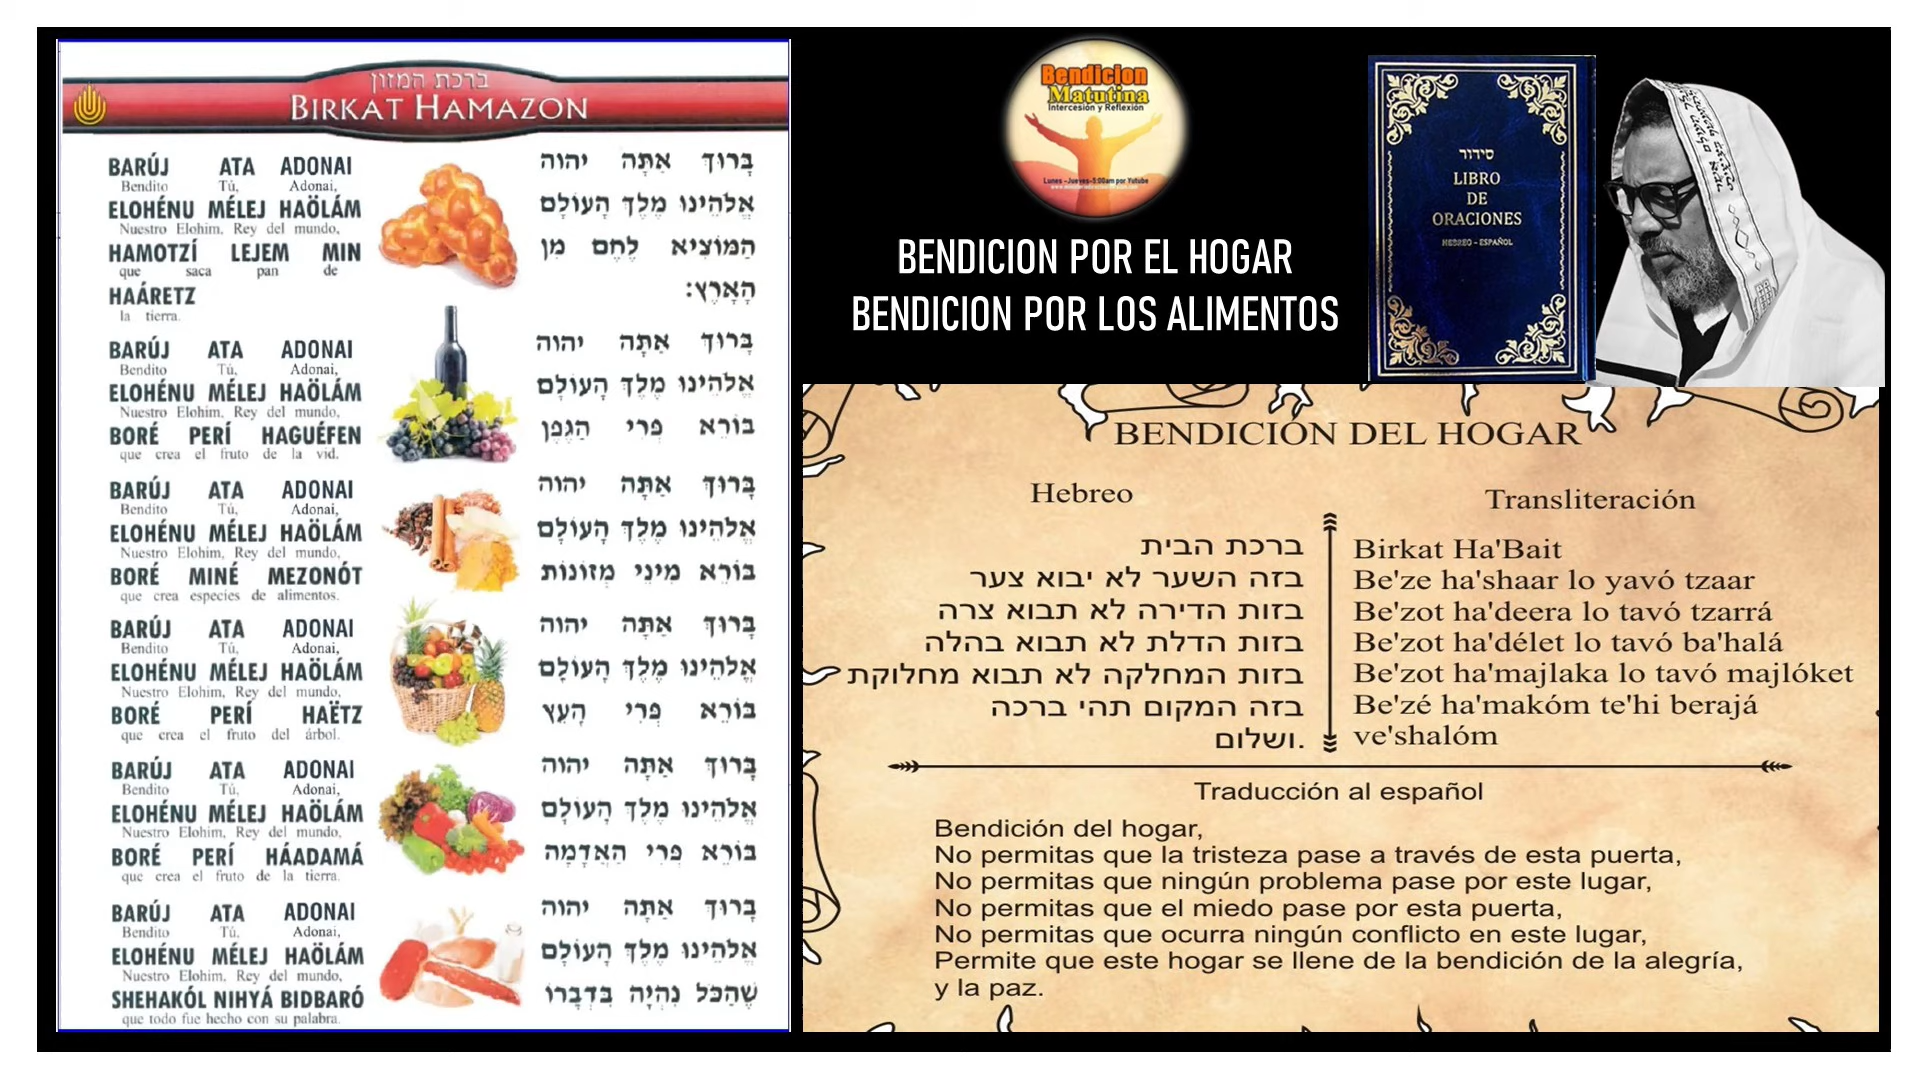 ברכת המזון
BIRKAT HAMAZON
BARÚJ ATA ADONAI
Bendito Tú, Adonai,
ELOHÉNU MÉLEJ HAÖLÁM
Nuestro Elohim, Rey del mundo,
HAMOTZÍ LEJEM MIN
que saca pan de
HAÁRETZ
la tierra.
בָּרוּךְ אַתָּה יהוה
אֱלֹהֵינוּ מֶלֶךְ הָעוֹלָם
הַמּוֹצִיא לֶחֶם מִן
הָאָרֶץ:
BARÚJ ATA ADONAI
Bendito Tú, Adonai,
ELOHÉNU MÉLEJ HAÖLÁM
Nuestro Elohim, Rey del mundo,
BORÉ PERÍ HAGUÉFEN
que crea el fruto de la vid.
בָּרוּךְ אַתָּה יהוה
אֱלֹהֵינוּ מֶלֶךְ הָעוֹלָם
בּוֹרֵא פְּרִי הַגֶּפֶן
BARÚJ ATA ADONAI
Bendito Tú, Adonai,
ELOHÉNU MÉLEJ HAÖLÁM
Nuestro Elohim, Rey del mundo,
BORÉ MINÉ MEZONÓT
que crea especies de alimentos.
בָּרוּךְ אַתָּה יהוה
אֱלֹהֵינוּ מֶלֶךְ הָעוֹלָם
בּוֹרֵא מִינֵי מְזוֹנוֹת
BARÚJ ATA ADONAI
Bendito Tú, Adonai,
ELOHÉNU MÉLEJ HAÖLÁM
Nuestro Elohim, Rey del mundo,
BORÉ PERÍ HAËTZ
que crea el fruto del árbol.
בָּרוּךְ אַתָּה יהוה
אֱלֹהֵינוּ מֶלֶךְ הָעוֹלָם
בּוֹרֵא פְּרִי הָעֵץ
BARÚJ ATA ADONAI
Bendito Tú, Adonai,
ELOHÉNU MÉLEJ HAÖLÁM
Nuestro Elohim, Rey del mundo,
BORÉ PERÍ HÁADAMÁ
que crea el fruto de la tierra.
בָּרוּךְ אַתָּה יהוה
אֱלֹהֵינוּ מֶלֶךְ הָעוֹלָם
בּוֹרֵא פְּרִי הַאֲדָמָה
BARÚJ ATA ADONAI
Bendito Tú, Adonai,
ELOHÉNU MÉLEJ HAÖLÁM
Nuestro Elohim, Rey del mundo,
SHEHAKÓL NIHYÁ BIDBARÓ
que todo fue hecho con su palabra.
בָּרוּךְ אַתָּה יהוה
אֱלֹהֵינוּ מֶלֶךְ הָעוֹלָם
שֶׁהַכֹּל נִהְיָה בִּדְבָרוֹ
Bendicion
Matutina
Intercesión y Reflexión
Lunes -Jueves-5:00am por Yotube
BENDICION POR EL HOGAR
BENDICION POR LOS ALIMENTOS
סידור
LIBRO
DE
ORACIONES
HEBREO - ESPAÑOL
BENDICIÓN DEL HOGAR
Hebreo
ברכת הבית
בזה השער לא יבוא צער
בזות הדירה לא תבוא צרה
בזות הדלת לא תבוא בהלה
בזות המחלקה לא תבוא מחלוקת
בזה המקום תהי ברכה
ושלום.
Transliteración
Birkat Ha'Bait
Be'ze ha'shaar lo yavó tzaar
Be'zot ha'deera lo tavó tzarrá
Be'zot ha'délet lo tavó ba'halá
Be'zot ha'majlaka lo tavó majlóket
Be'zé ha'makóm te'hi berajá
ve'shalóm
Traducción al español
Bendición del hogar,
No permitas que la tristeza pase a través de esta puerta,
No permitas que ningún problema pase por este lugar,
No permitas que el miedo pase por esta puerta,
No permitas que ocurra ningún conflicto en este lugar,
Permite que este hogar se llene de la bendición de la alegría,
y la paz.